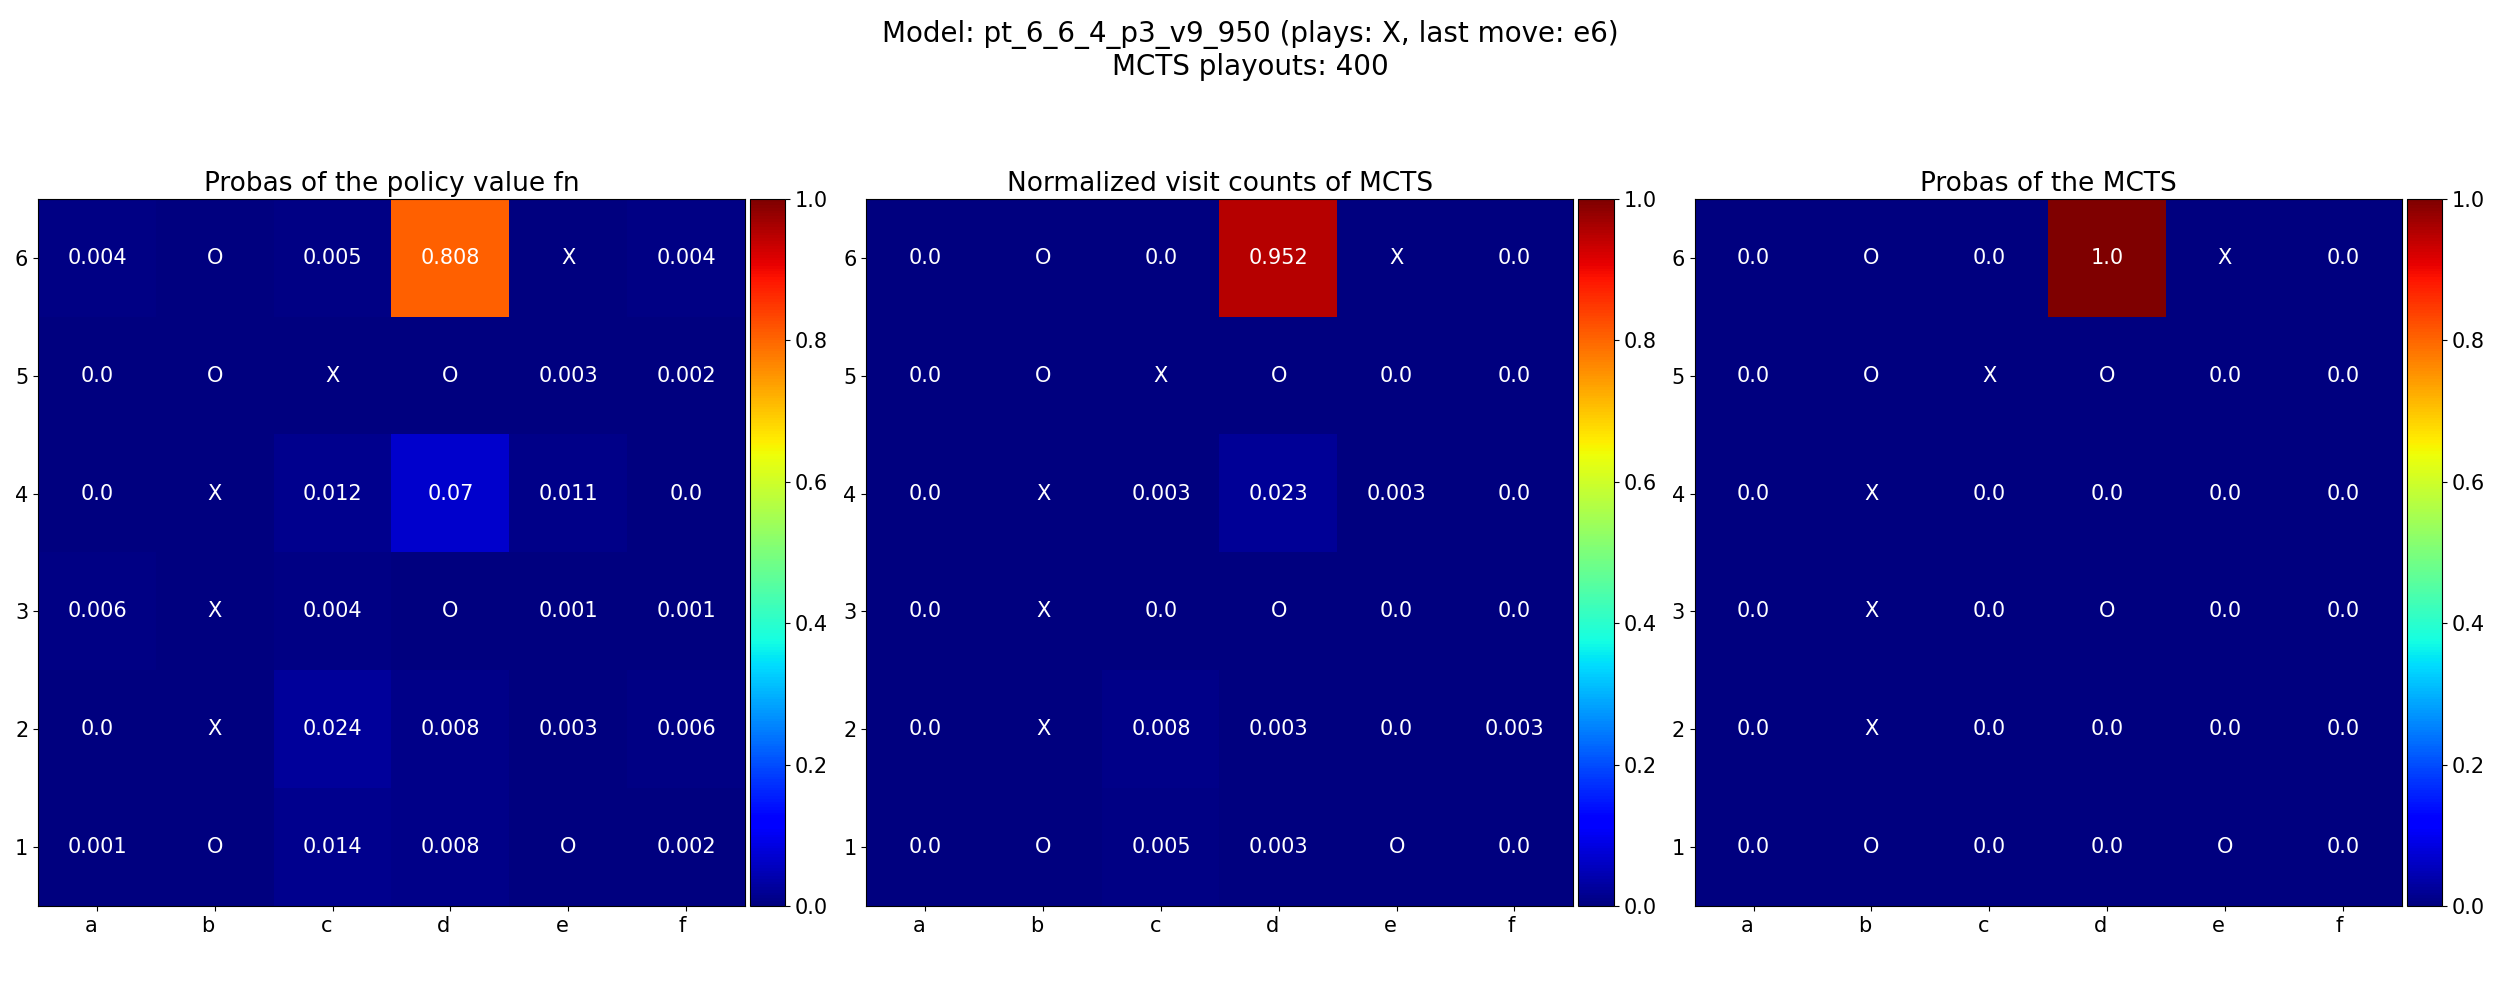 Model: pt_6_6_4_p3_v9_950 (plays: X, last move: e6)
MCTS playouts: 400
Probas of the policy value fn
1.0
6 0.004 O 0.005 0.808 X 0.004
0.8
5 0.0 O X O 0.003 0.002
0.6
4 0.0 X 0.012 0.07 0.011 0.0
0.4
3 0.006 X 0.004 O 0.001 0.001
0.2
2 0.0 X 0.024 0.008 0.003 0.006
1 0.001 O 0.014 0.008 O 0.002
0.0
a b c d e f
Normalized visit counts of MCTS
1.0
6 0.0 O 0.0 0.952 X 0.0
0.8
5 0.0 O X O 0.0 0.0
0.6
4 0.0 X 0.003 0.023 0.003 0.0
0.4
3 0.0 X 0.0 O 0.0 0.0
0.2
2 0.0 X 0.008 0.003 0.0 0.003
1 0.0 O 0.005 0.003 O 0.0
0.0
a b c d e f
Probas of the MCTS
1.0
6 0.0 O 0.0 1.0 X 0.0
0.8
5 0.0 O X O 0.0 0.0
0.6
4 0.0 X 0.0 0.0 0.0 0.0
0.4
3 0.0 X 0.0 O 0.0 0.0
0.2
2 0.0 X 0.0 0.0 0.0 0.0
1 0.0 O 0.0 0.0 O 0.0
0.0
a b c d e f